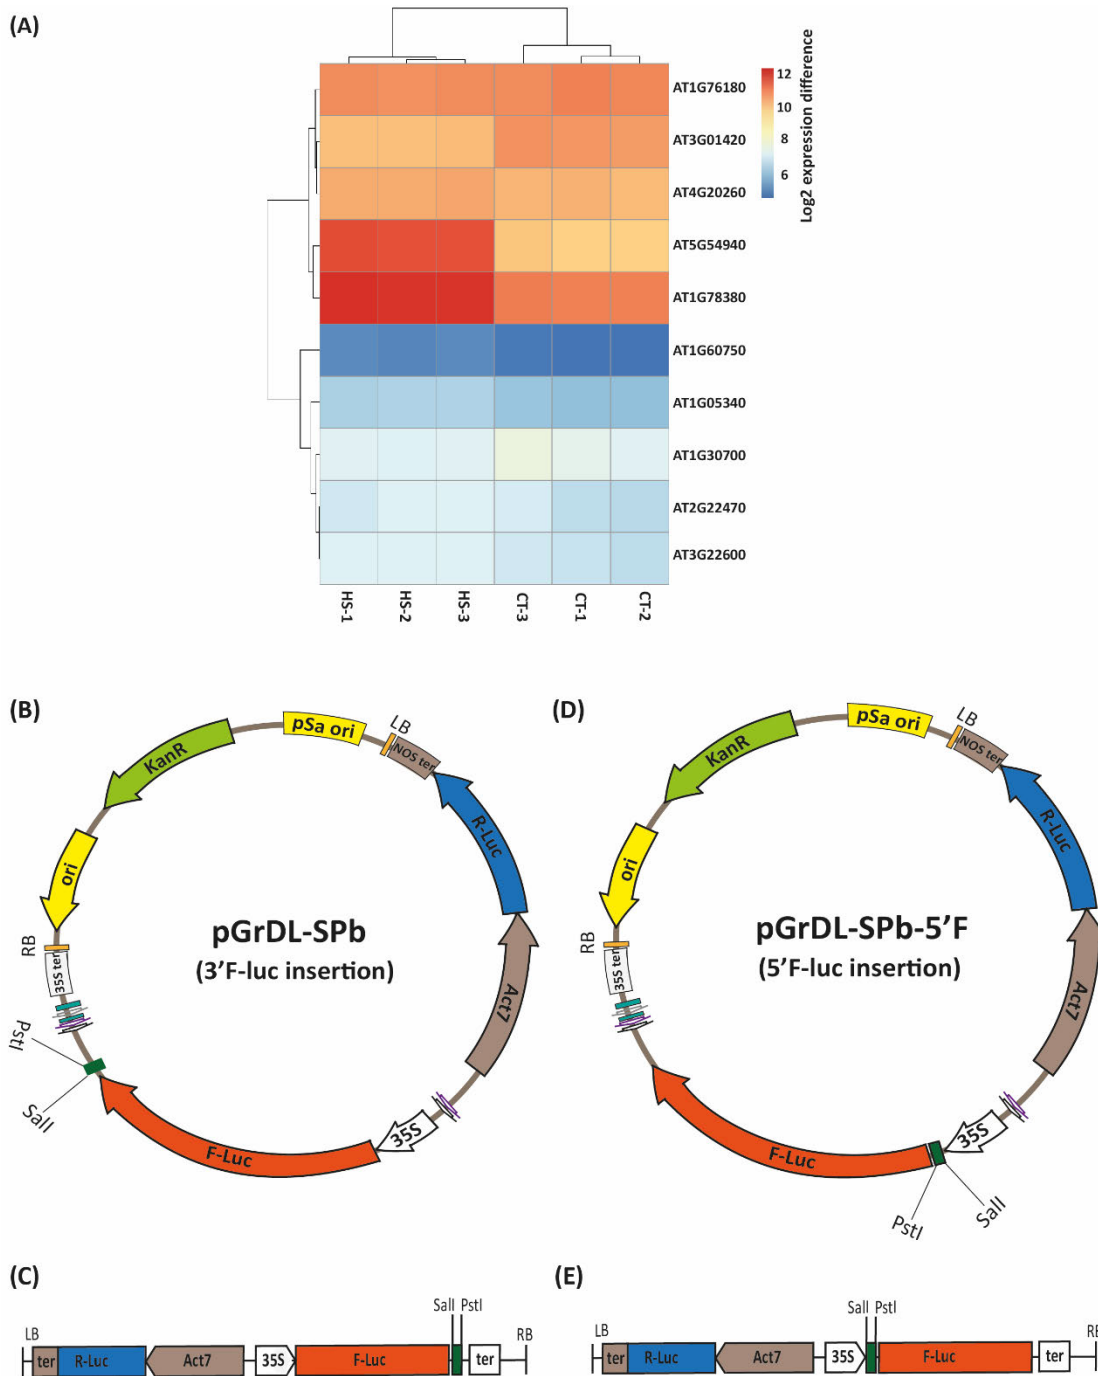 (A)
12
10
8
6
Log2 expression difference
AT1G76180
AT3G01420
AT4G20260
AT5G54940
AT1G78380
AT1G60750
AT1G05340
AT1G30700
AT2G22470
AT3G22600
HS-1 HS-2 HS-3 CT-3 CT-1 CT-2
(B)
pSa ori
LB
NOS ter
KanR
R-Luc
ori
RB
35S ter
PstI
SalI
pGrDL-SPb
(3'F-luc insertion)
Act7
35S
F-Luc
(D)
pSa ori
LB
NOS ter
KanR
R-Luc
ori
RB
35S ter
pGrDL-SPb-5'F
(5'F-luc insertion)
Act7
35S
F-Luc
PstI
SalI
(C)
SalI PstI
LB
RB
ter R-Luc Act7 35S F-Luc ter
(E)
SalI PstI
LB
RB
ter R-Luc Act7 35S F-Luc ter